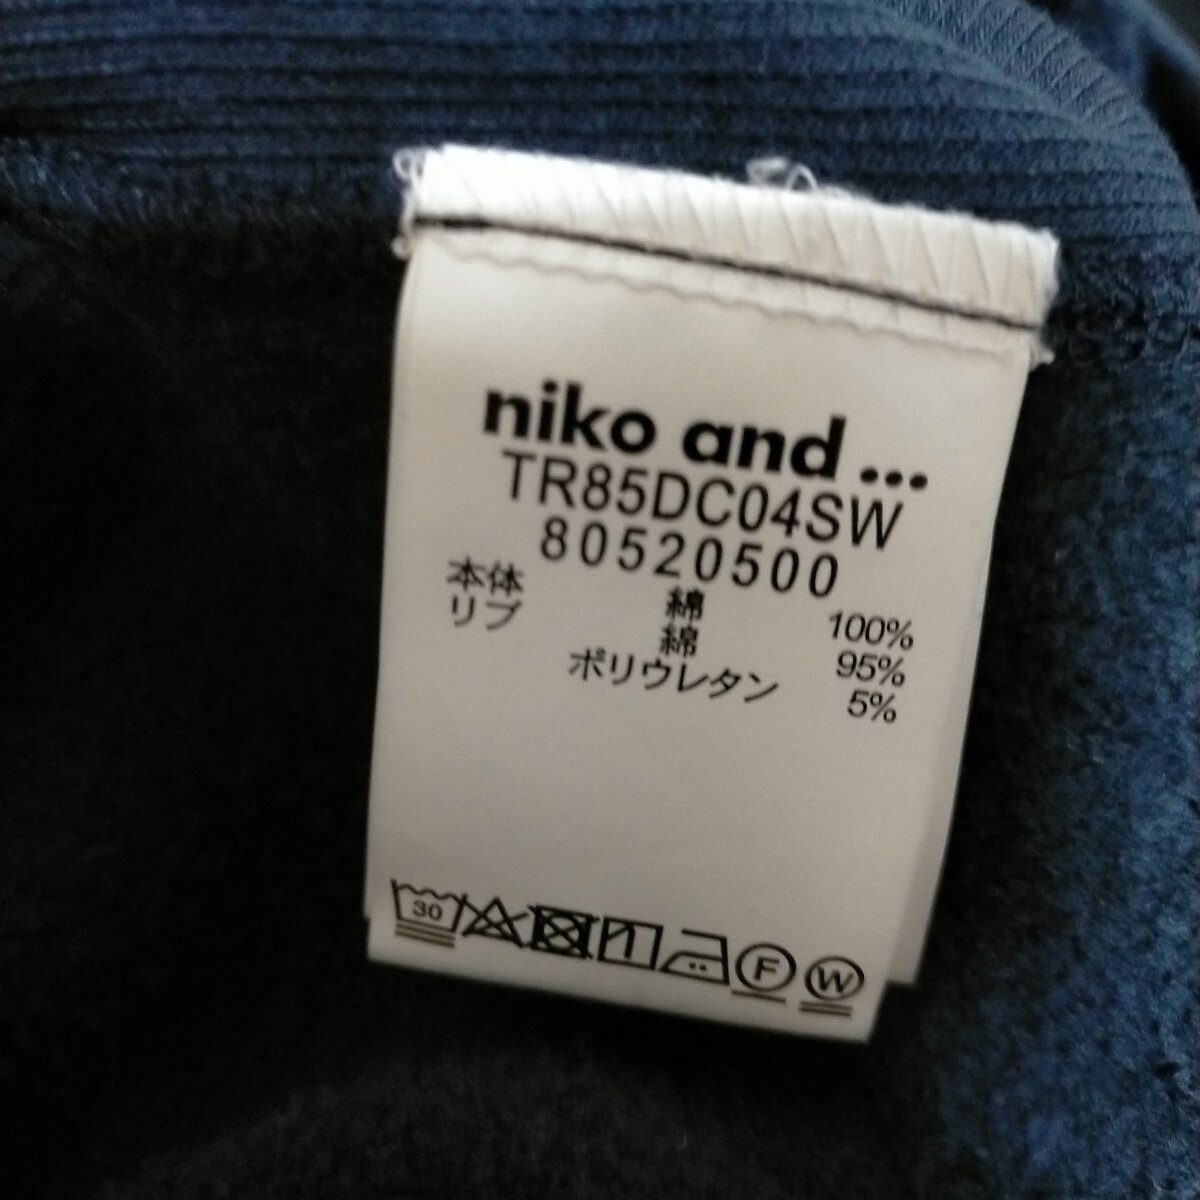 niko and ...
TR85DC04SW
80520500
本体 綿 100%
リブ 綿 95%
ポリウレタン 5%
30 F W